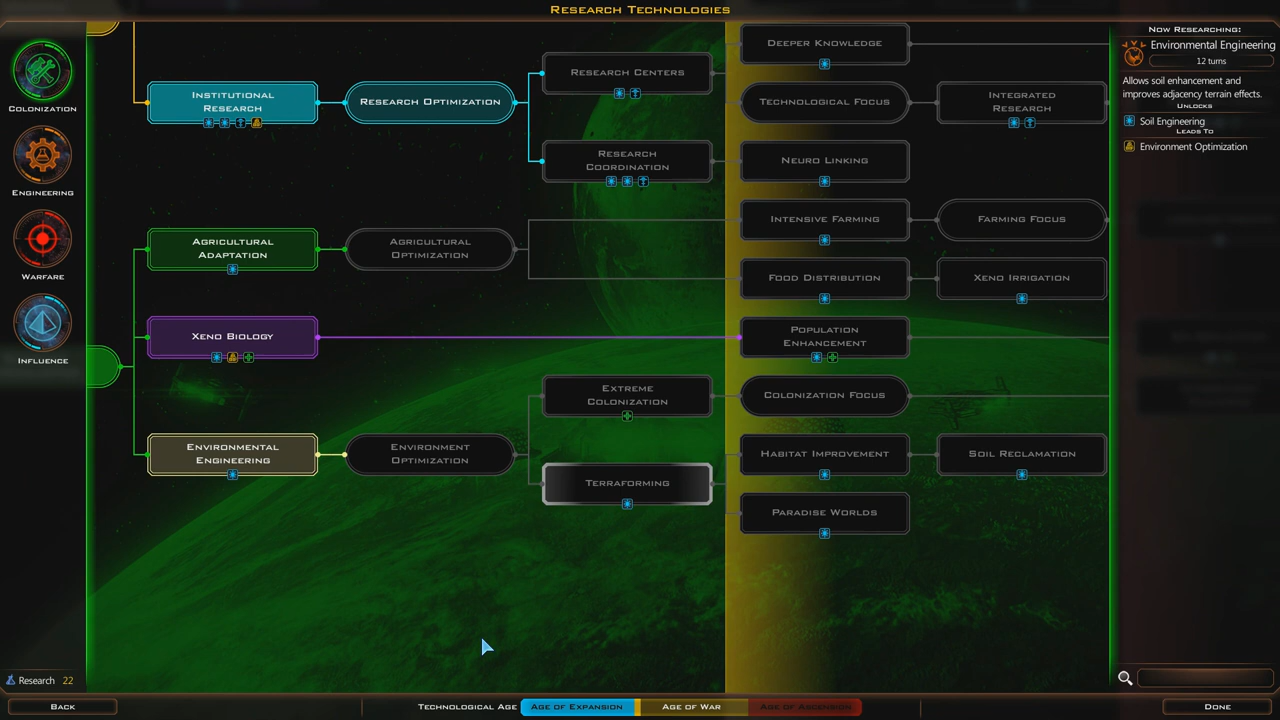 Research Technologies
Colonization
Engineering
Warfare
Influence
Research 22
Institutional
Research
Research Optimization
Research Centers
Research
Coordination
Deeper Knowledge
Technological Focus
Integrated
Research
Neuro Linking
Agricultural
Adaptation
Agricultural
Optimization
Intensive Farming
Farming Focus
Food Distribution
Xeno Irrigation
Xeno Biology
Population
Enhancement
Extreme
Colonization
Colonization Focus
Environmental
Engineering
Environment
Optimization
Terraforming
Habitat Improvement
Soil Reclamation
Paradise Worlds
Now Researching:
Environmental Engineering
12 turns
Allows soil enhancement and
improves adjacency terrain effects.
Unlocks
Soil Engineering
Leads To
Environment Optimization
Back
Technological Age
Age of Expansion
Age of War
Age of Ascension
Done